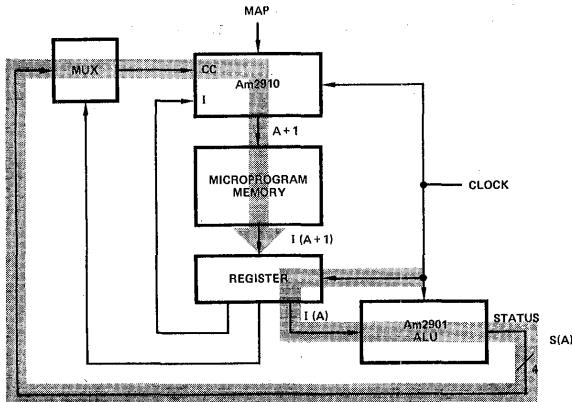 MAP
MUX
CC
Am2910
I
A + 1
MICROPROGRAM
MEMORY
CLOCK
I (A + 1)
REGISTER
I (A)
Am2901
ALU
STATUS
S(A)
4